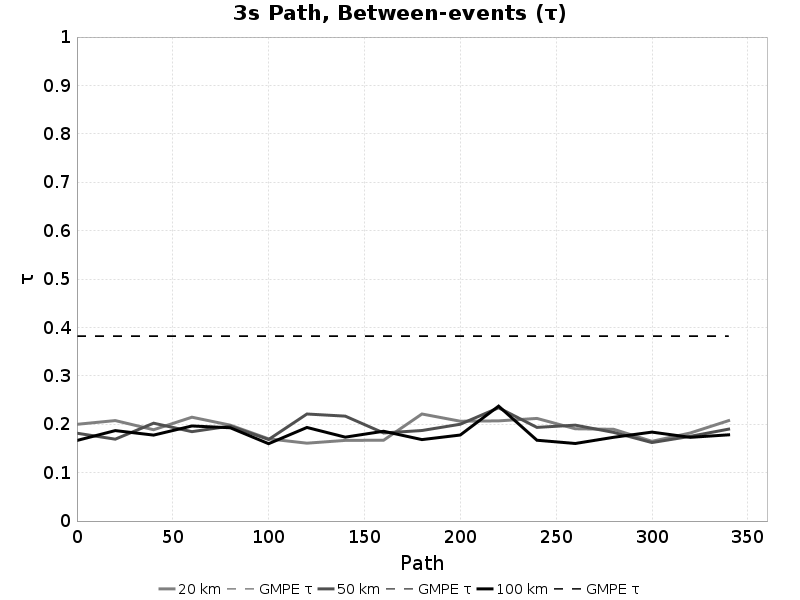 3s Path, Between-events (τ)
1
0.9
0.8
0.7
0.6
0.5
0.4
0.3
0.2
0.1
0
τ
0 50 100 150 200 250 300 350
Path
20 km GMPE τ 50 km GMPE τ 100 km GMPE τ